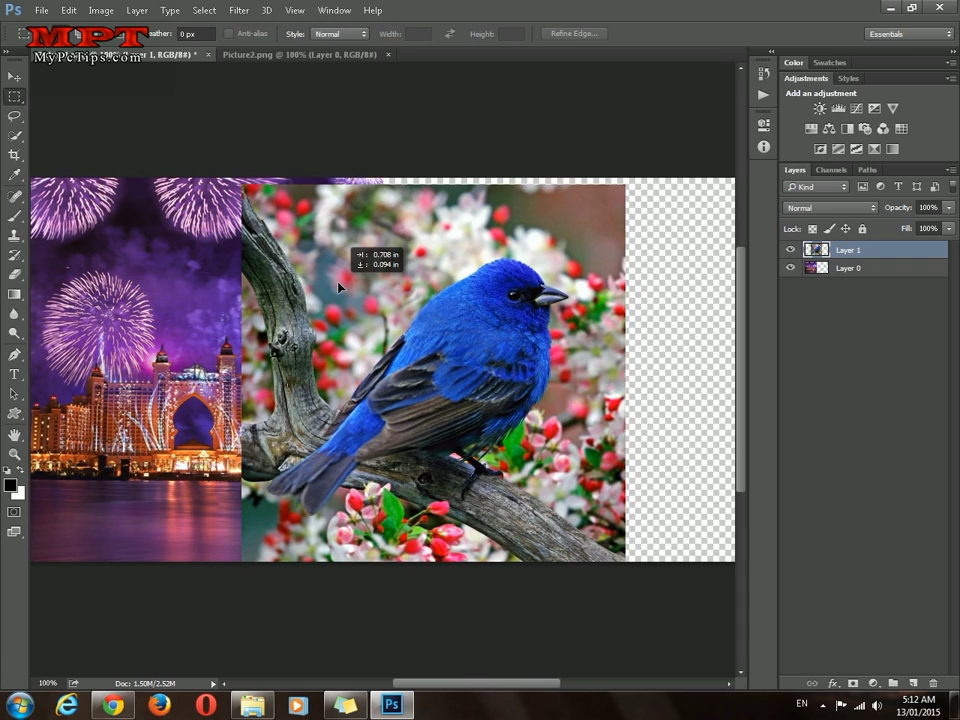 Ps File Edit Image Layer Type Select Filter 3D View Window Help
MPT
MyPcTips.com
Feather: 0 px Anti-alias Style: Normal Width: Height: Refine Edge... Essentials
@ 100% (Layer 1, RGB/8#) * × Picture2.png @ 100% (Layer 0, RGB/8#) ×
Color Swatches
Adjustments Styles
Add an adjustment
Layers Channels Paths
Kind
Normal Opacity: 100%
Lock: Fill: 100%
Layer 1
Layer 0
0.708 in
0.094 in
100% Doc: 1.50M/2.52M
Ps EN 5:12 AM
13/01/2015